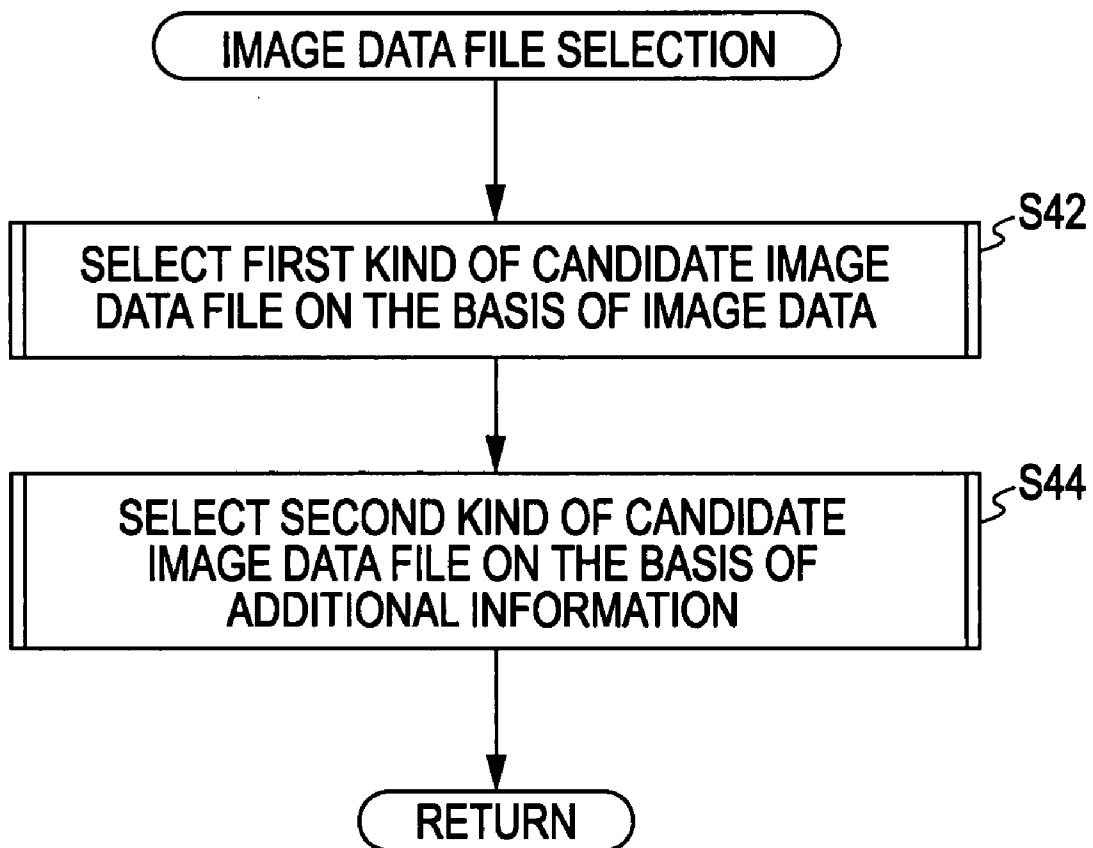 IMAGE DATA FILE SELECTION
S42
SELECT FIRST KIND OF CANDIDATE IMAGE
DATA FILE ON THE BASIS OF IMAGE DATA
S44
SELECT SECOND KIND OF CANDIDATE
IMAGE DATA FILE ON THE BASIS OF
ADDITIONAL INFORMATION
RETURN